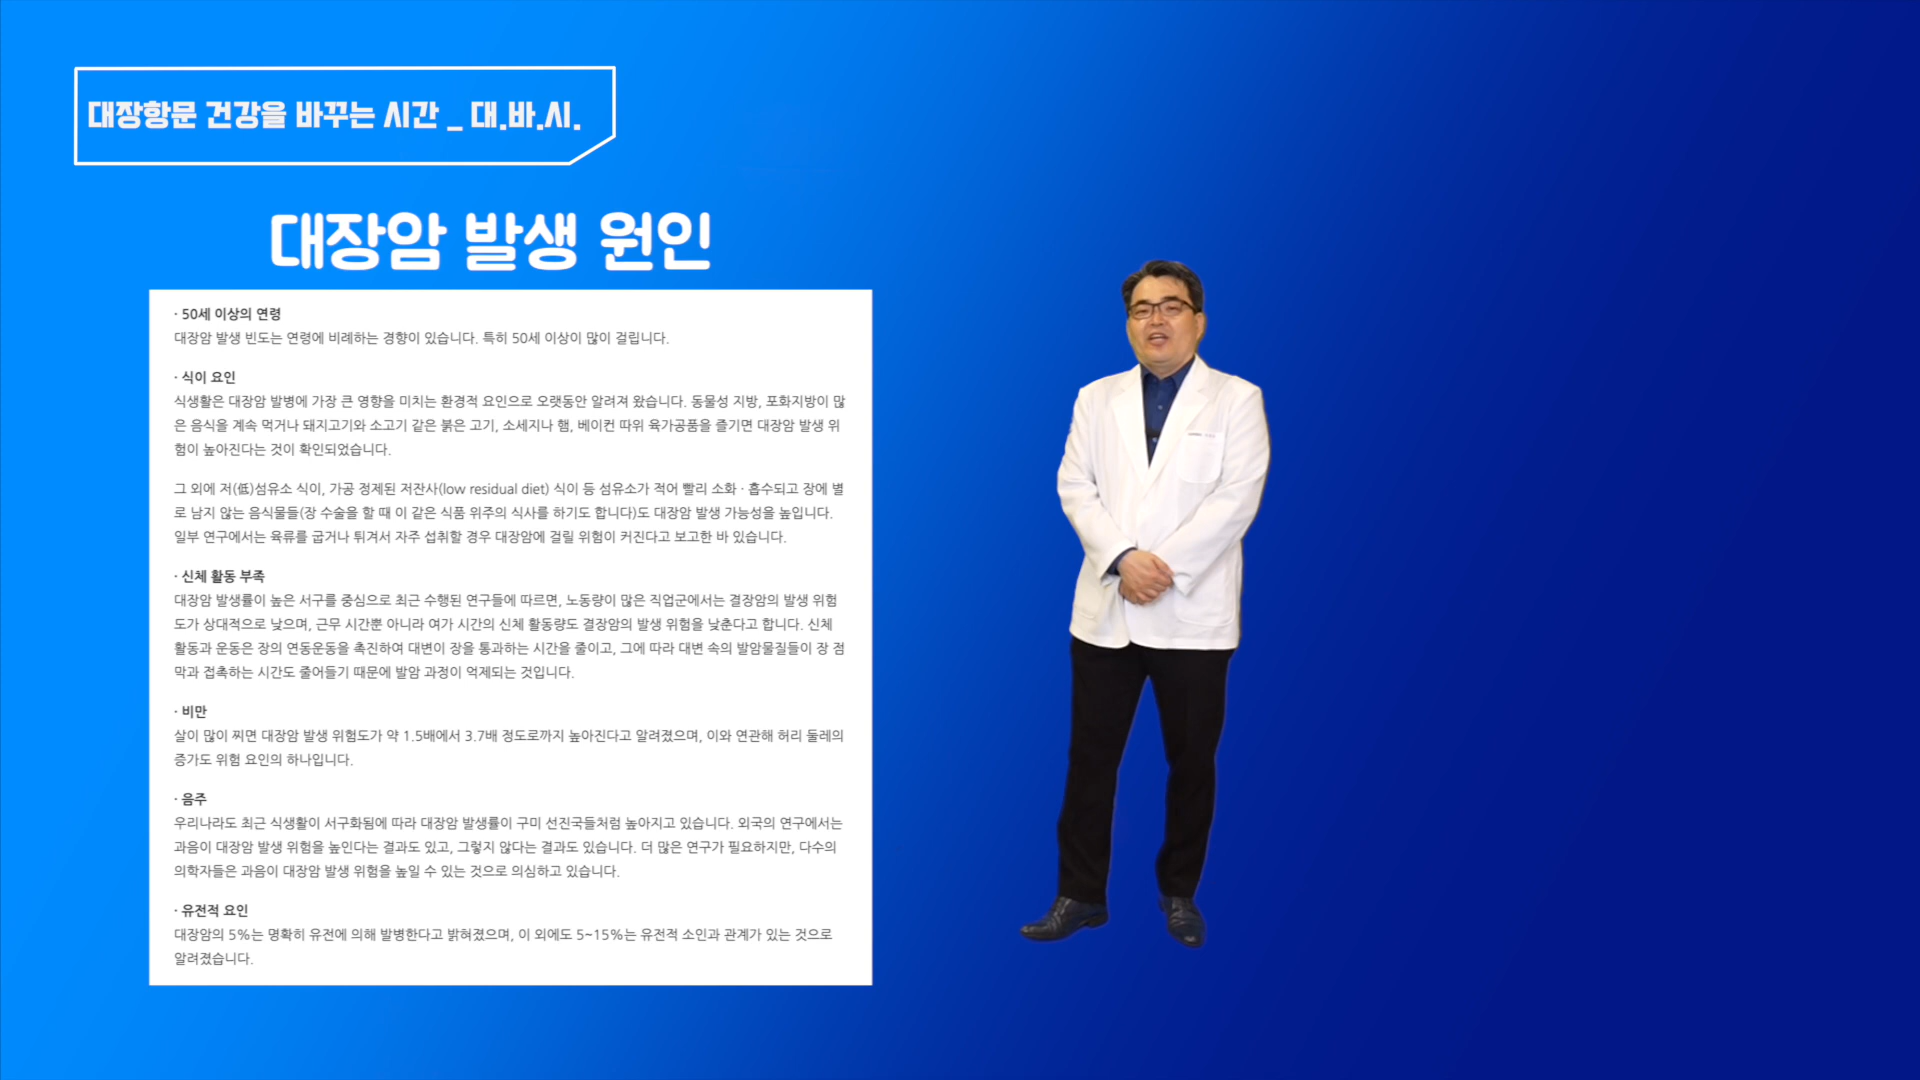 대장항문 건강을 바꾸는 시간 _ 대.바.시.
대장암 발생 원인
· 50세 이상의 연령
대장암 발생 빈도는 연령에 비례하는 경향이 있습니다. 특히 50세 이상이 많이 걸립니다.
· 식이 요인
식생활은 대장암 발병에 가장 큰 영향을 미치는 환경적 요인으로 오랫동안 알려져 왔습니다. 동물성 지방, 포화지방이 많
은 음식을 계속 먹거나 돼지고기와 소고기 같은 붉은 고기, 소세지나 햄, 베이컨 따위 육가공품을 즐기면 대장암 발생 위
험이 높아진다는 것이 확인되었습니다.
그 외에 저(低)섬유소 식이, 가공 정제된 저잔사(low residual diet) 식이 등 섬유소가 적어 빨리 소화 · 흡수되고 장에 별
로 남지 않는 음식물들(장 수술을 할 때 이 같은 식품 위주의 식사를 하기도 합니다)도 대장암 발생 가능성을 높입니다.
일부 연구에서는 육류를 굽거나 튀겨서 자주 섭취할 경우 대장암에 걸릴 위험이 커진다고 보고한 바 있습니다.
· 신체 활동 부족
대장암 발생률이 높은 서구를 중심으로 최근 수행된 연구들에 따르면, 노동량이 많은 직업군에서는 결장암의 발생 위험
도가 상대적으로 낮으며, 근무 시간뿐 아니라 여가 시간의 신체 활동량도 결장암의 발생 위험을 낮춘다고 합니다. 신체
활동과 운동은 장의 연동운동을 촉진하여 대변이 장을 통과하는 시간을 줄이고, 그에 따라 대변 속의 발암물질들이 장 점
막과 접촉하는 시간도 줄어들기 때문에 발암 과정이 억제되는 것입니다.
· 비만
살이 많이 찌면 대장암 발생 위험도가 약 1.5배에서 3.7배 정도로까지 높아진다고 알려졌으며, 이와 연관해 허리 둘레의
증가도 위험 요인의 하나입니다.
· 음주
우리나라도 최근 식생활이 서구화됨에 따라 대장암 발생률이 구미 선진국들처럼 높아지고 있습니다. 외국의 연구에서는
과음이 대장암 발생 위험을 높인다는 결과도 있고, 그렇지 않다는 결과도 있습니다. 더 많은 연구가 필요하지만, 다수의
의학자들은 과음이 대장암 발생 위험을 높일 수 있는 것으로 의심하고 있습니다.
· 유전적 요인
대장암의 5%는 명확히 유전에 의해 발병한다고 밝혀졌으며, 이 외에도 5~15%는 유전적 소인과 관계가 있는 것으로
알려졌습니다.